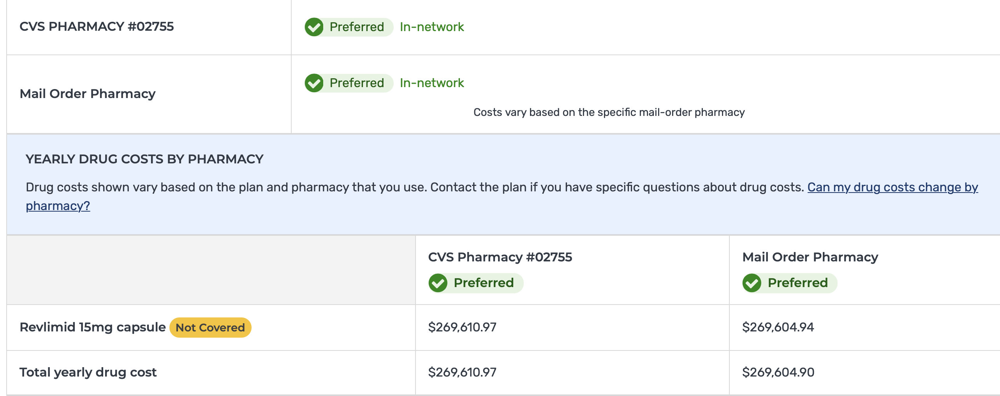 CVS PHARMACY #02755
Preferred In-network
Mail Order Pharmacy
Preferred In-network
Costs vary based on the specific mail-order pharmacy
YEARLY DRUG COSTS BY PHARMACY
Drug costs shown vary based on the plan and pharmacy that you use. Contact the plan if you have specific questions about drug costs. Can my drug costs change by
pharmacy?
CVS Pharmacy #02755 Mail Order Pharmacy
Preferred Preferred
Revlimid 15mg capsule Not Covered $269,610.97 $269,604.94
Total yearly drug cost $269,610.97 $269,604.90